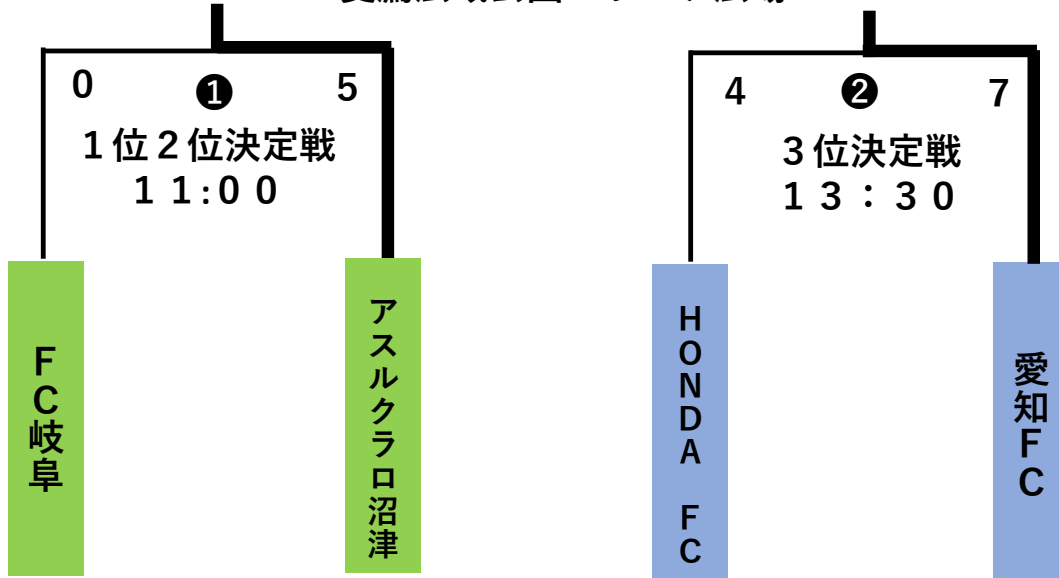 0 ❶ 5
１位２位決定戦
１１:００
FC岐阜
アスルクラロ沼津
4 ❷ 7
３位決定戦
１３：３０
HONDA FC
愛知FC